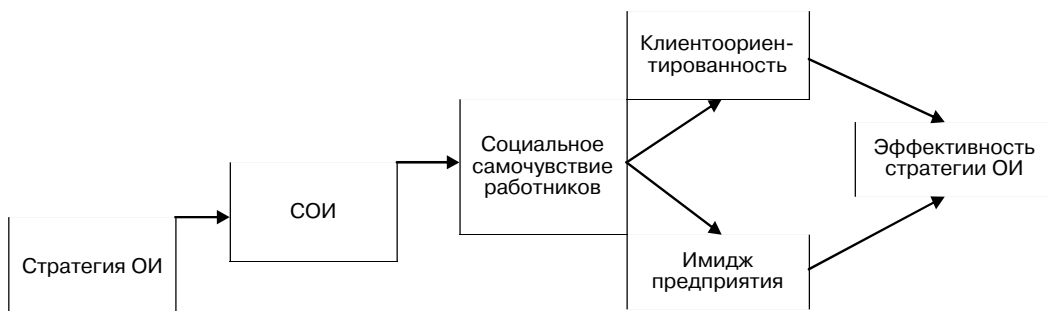 Клиентоориен-
тированность
Социальное
самочувствие
работников
Эффективность
стратегии ОИ
СОИ
Стратегия ОИ
Имидж
предприятия